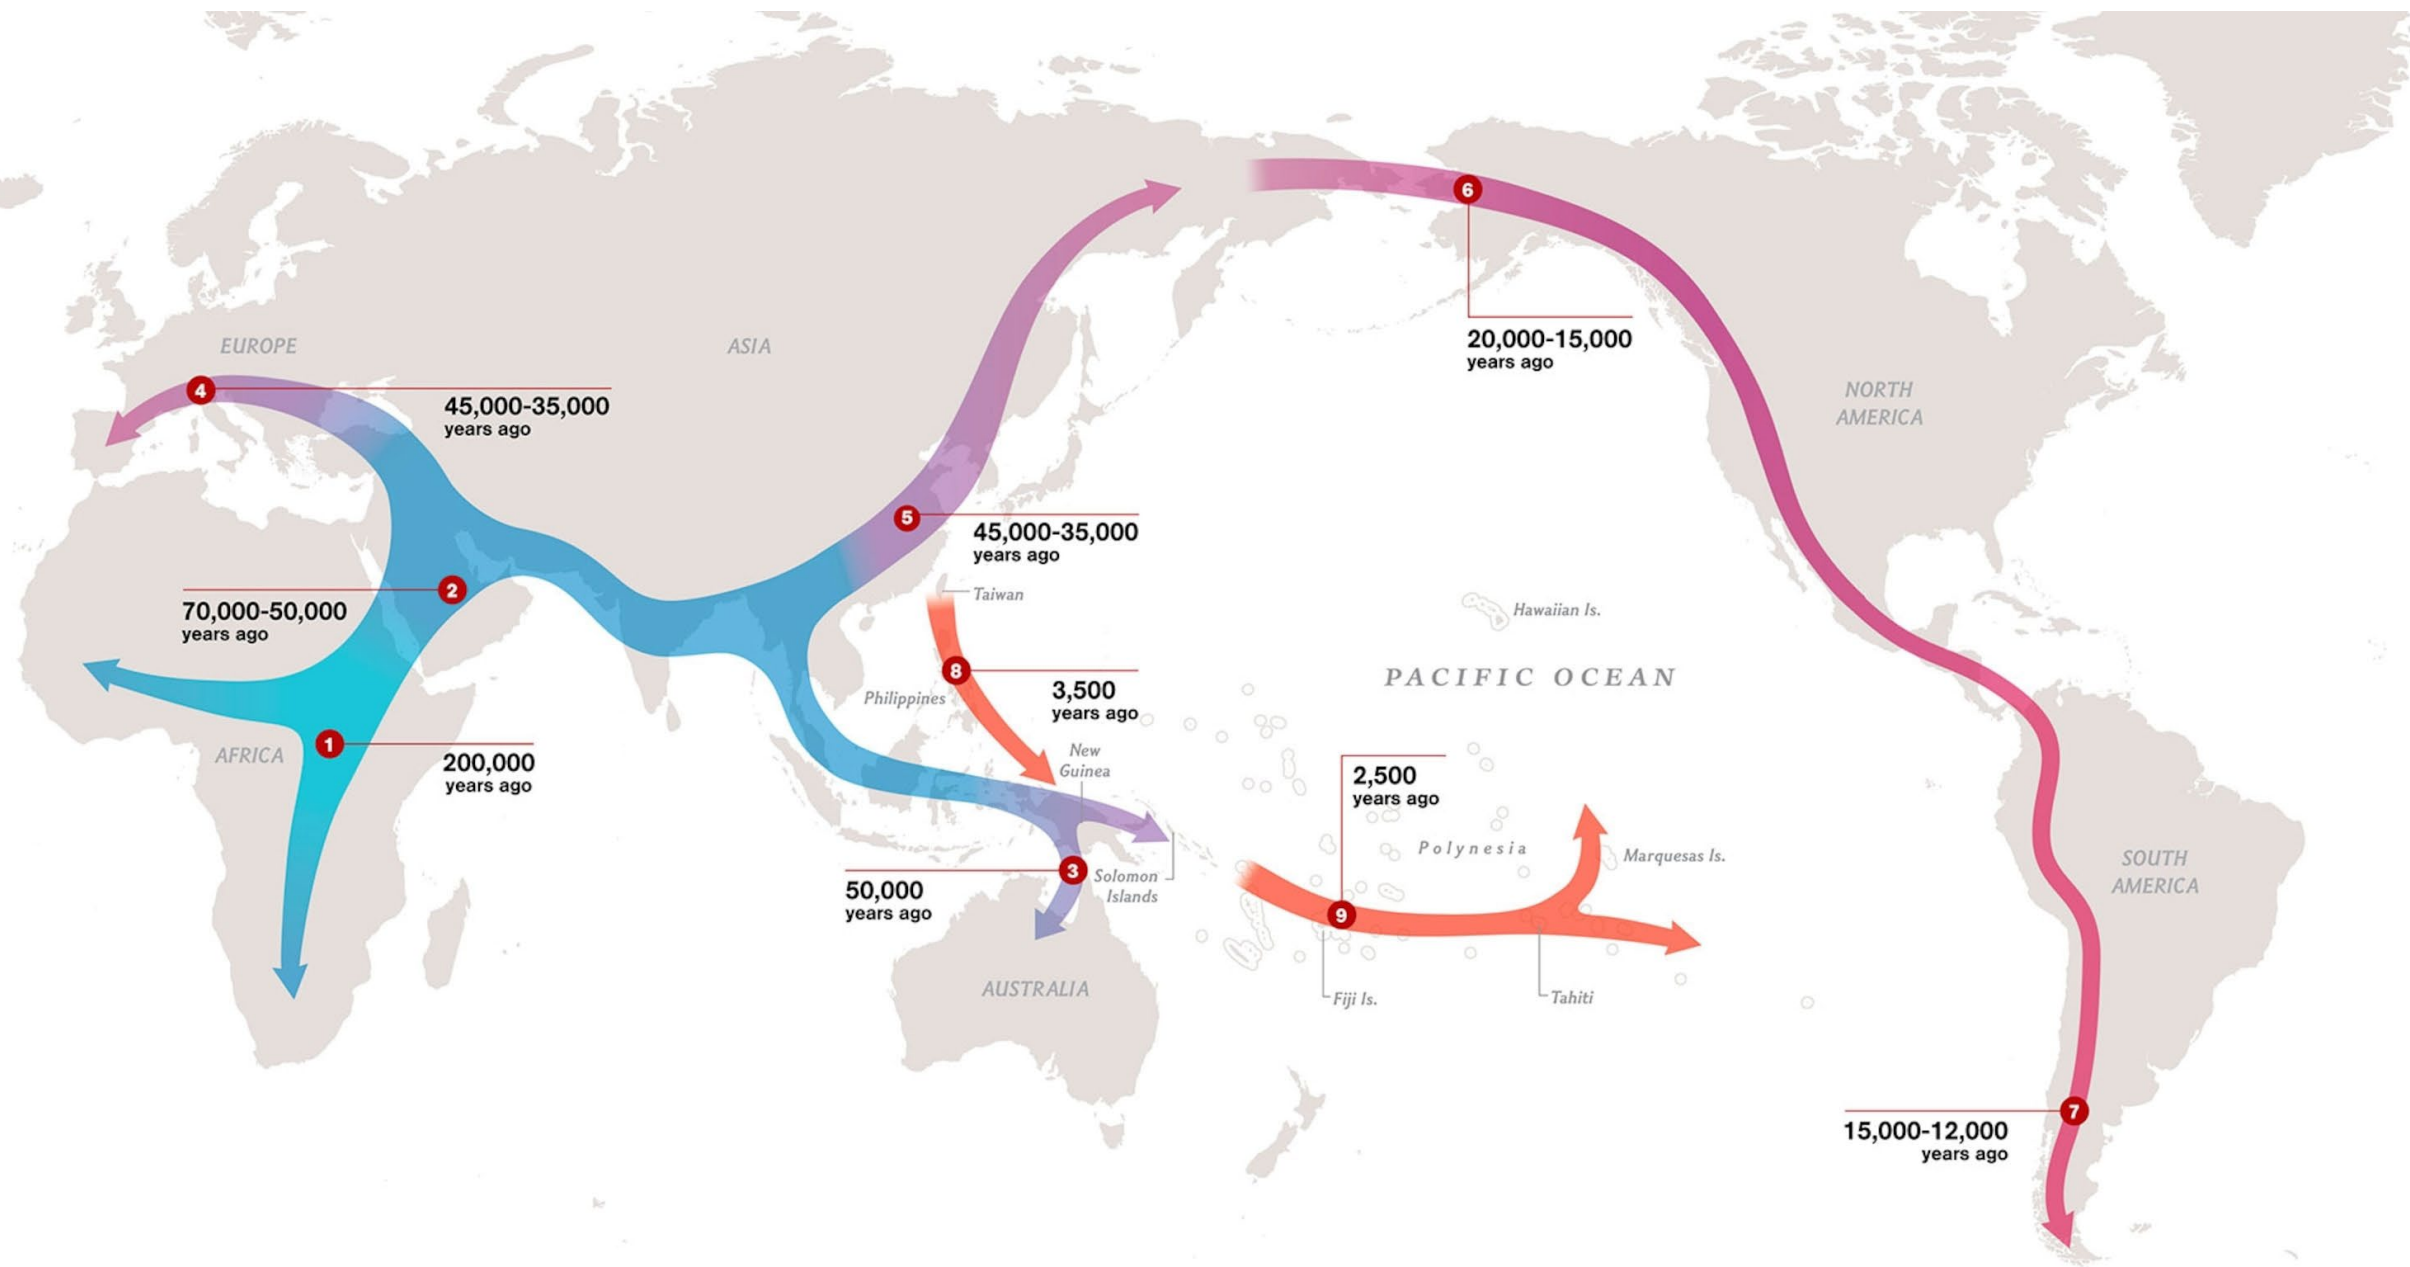 6
20,000-15,000
years ago
EUROPE
ASIA
4
45,000-35,000
years ago
NORTH
AMERICA
5
45,000-35,000
years ago
2
70,000-50,000
years ago
Taiwan
Hawaiian Is.
8
3,500
years ago
Philippines
PACIFIC OCEAN
1
200,000
years ago
AFRICA
New
Guinea
9
2,500
years ago
Polynesia
Marquesas Is.
3
50,000
years ago
Solomon
Islands
SOUTH
AMERICA
AUSTRALIA
Fiji Is.
Tahiti
7
15,000-12,000
years ago